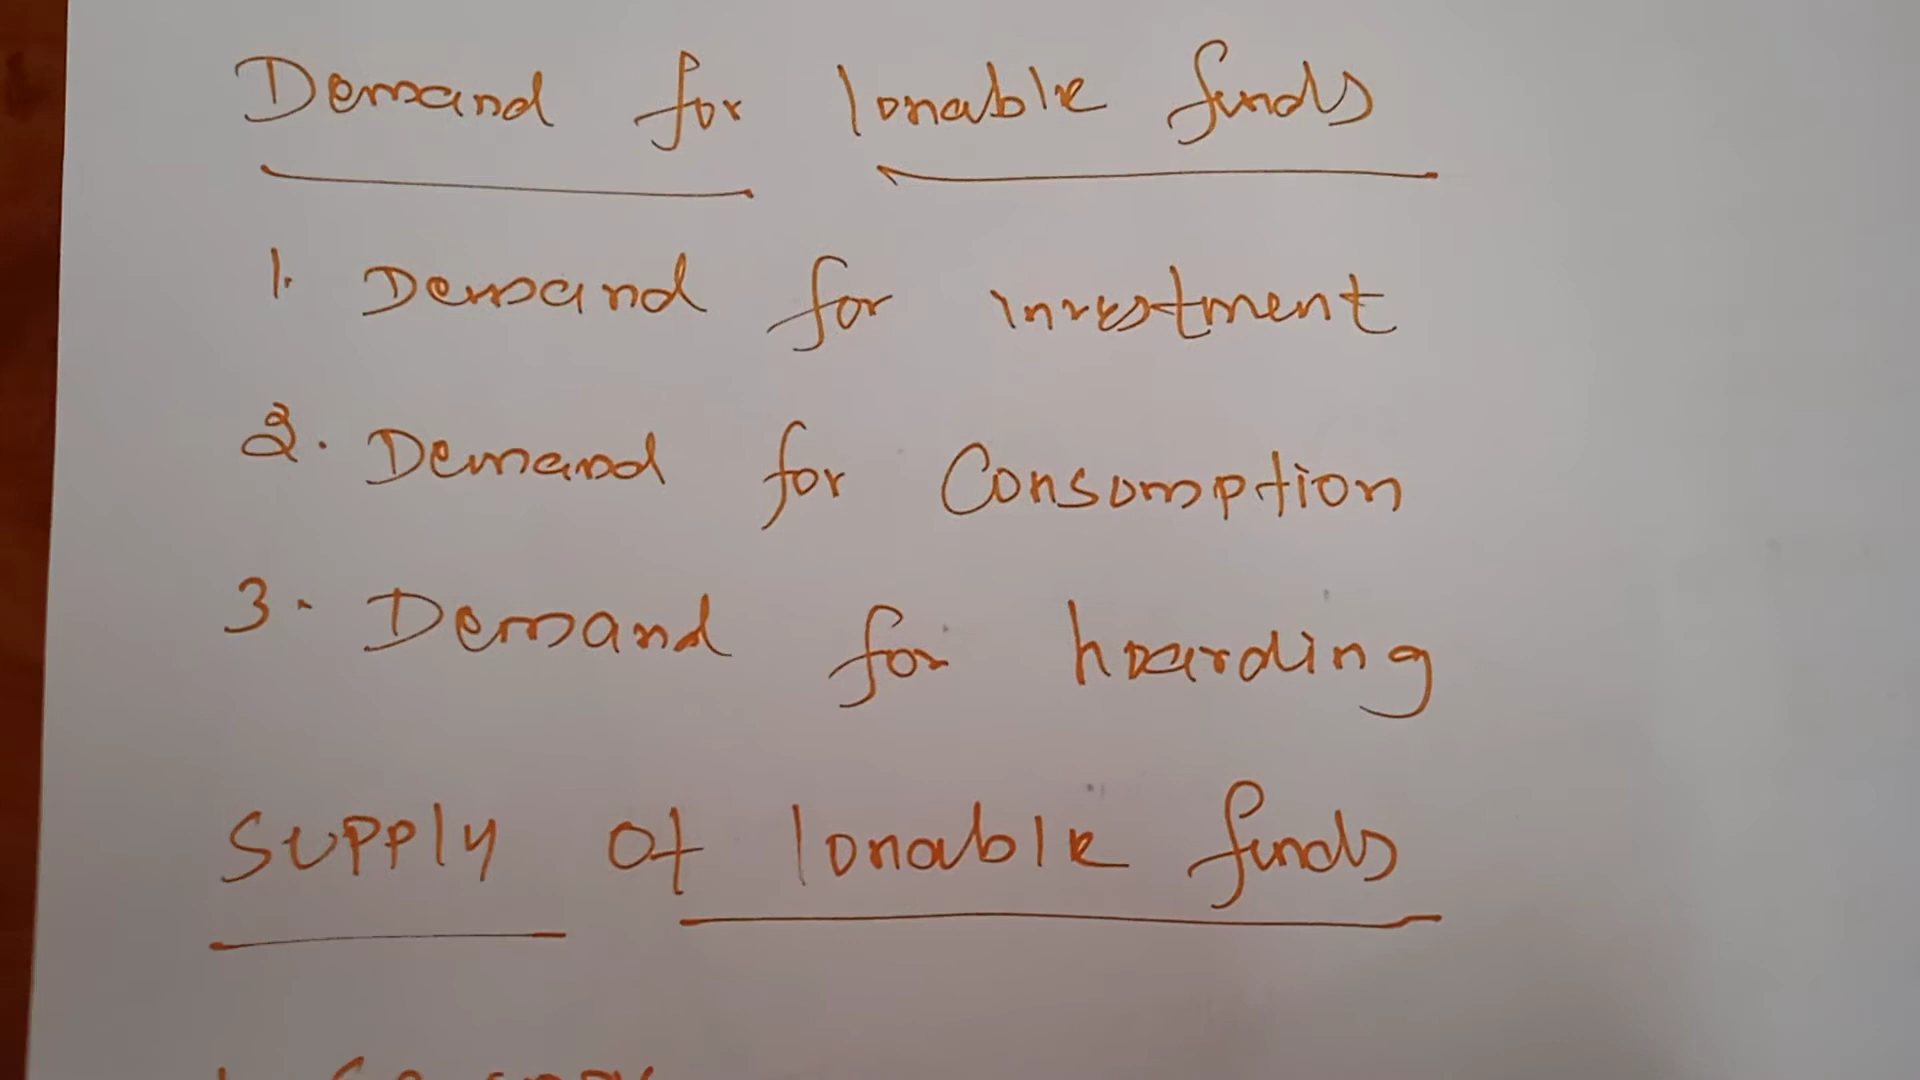 Demand for lonable funds
1. Demand for investment
2. Demand for Consumption
3. Demand for hoarding
Supply of lonable funds
1.